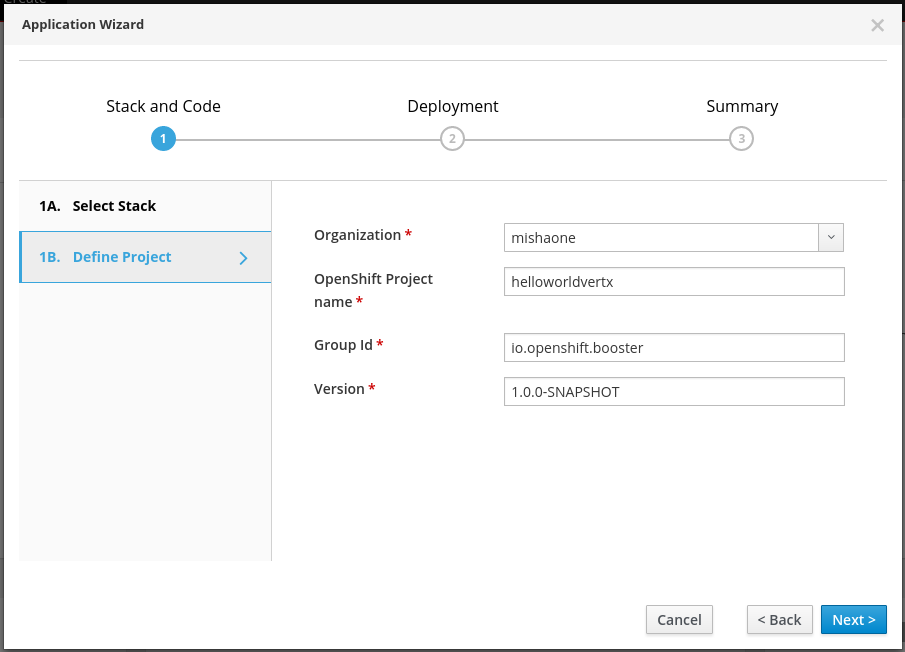 Create
Application Wizard
Stack and Code
Deployment
Summary
1
2
3
1A. Select Stack
1B. Define Project
Organization *
mishaone
OpenShift Project
name *
helloworldvertx
Group Id *
io.openshift.booster
Version *
1.0.0-SNAPSHOT
Cancel
< Back
Next >